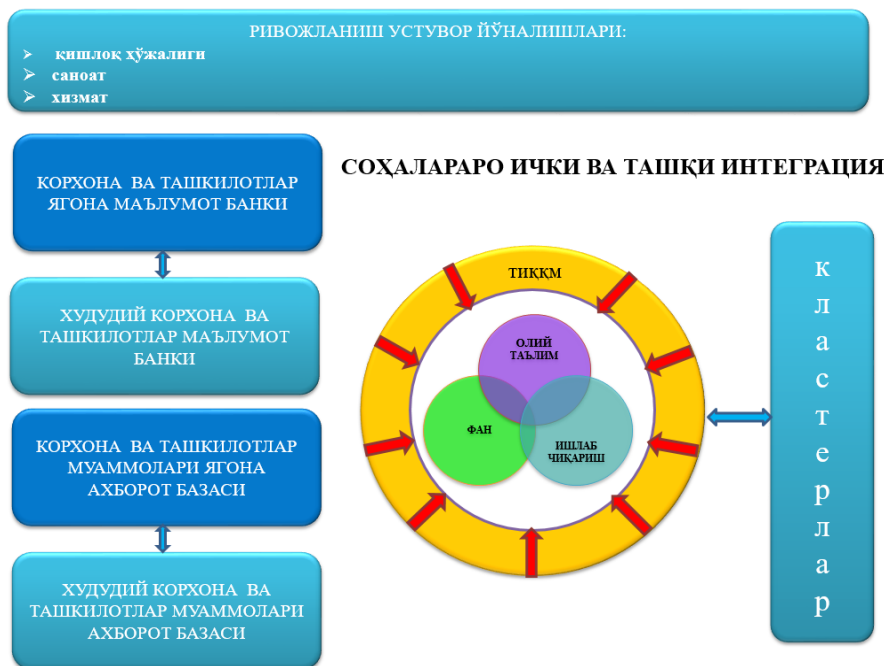 РИВОЖЛАНИШ УСТУВОР ЙЎНАЛИШЛАРИ:
қишлоқ хўжалиги
саноат
хизмат
СОҲАЛАРАРО ИЧКИ ВА ТАШҚИ ИНТЕГРАЦИЯ
КОРХОНА ВА ТАШКИЛОТЛАР
ЯГОНА МАЪЛУМОТ БАНКИ
ХУДУДИЙ КОРХОНА ВА
ТАШКИЛОТЛАР МАЪЛУМОТ
БАНКИ
КОРХОНА ВА ТАШКИЛОТЛАР
МУАММОЛАРИ ЯГОНА
АХБОРОТ БАЗАСИ
ХУДУДИЙ КОРХОНА ВА
ТАШКИЛОТЛАР МУАММОЛАРИ
АХБОРОТ БАЗАСИ
ТИҚҚМ
ОЛИЙ
ТАЪЛИМ
ФАН
ИШЛАБ
ЧИҚАРИШ
к
л
а
с
т
е
р
л
а
р